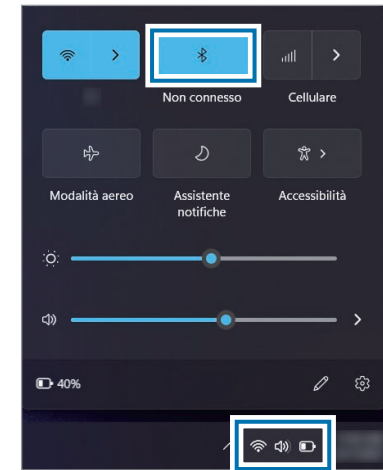 Non connesso
Cellulare
Modalità aereo
Assistente
notifiche
Accessibilità
40%